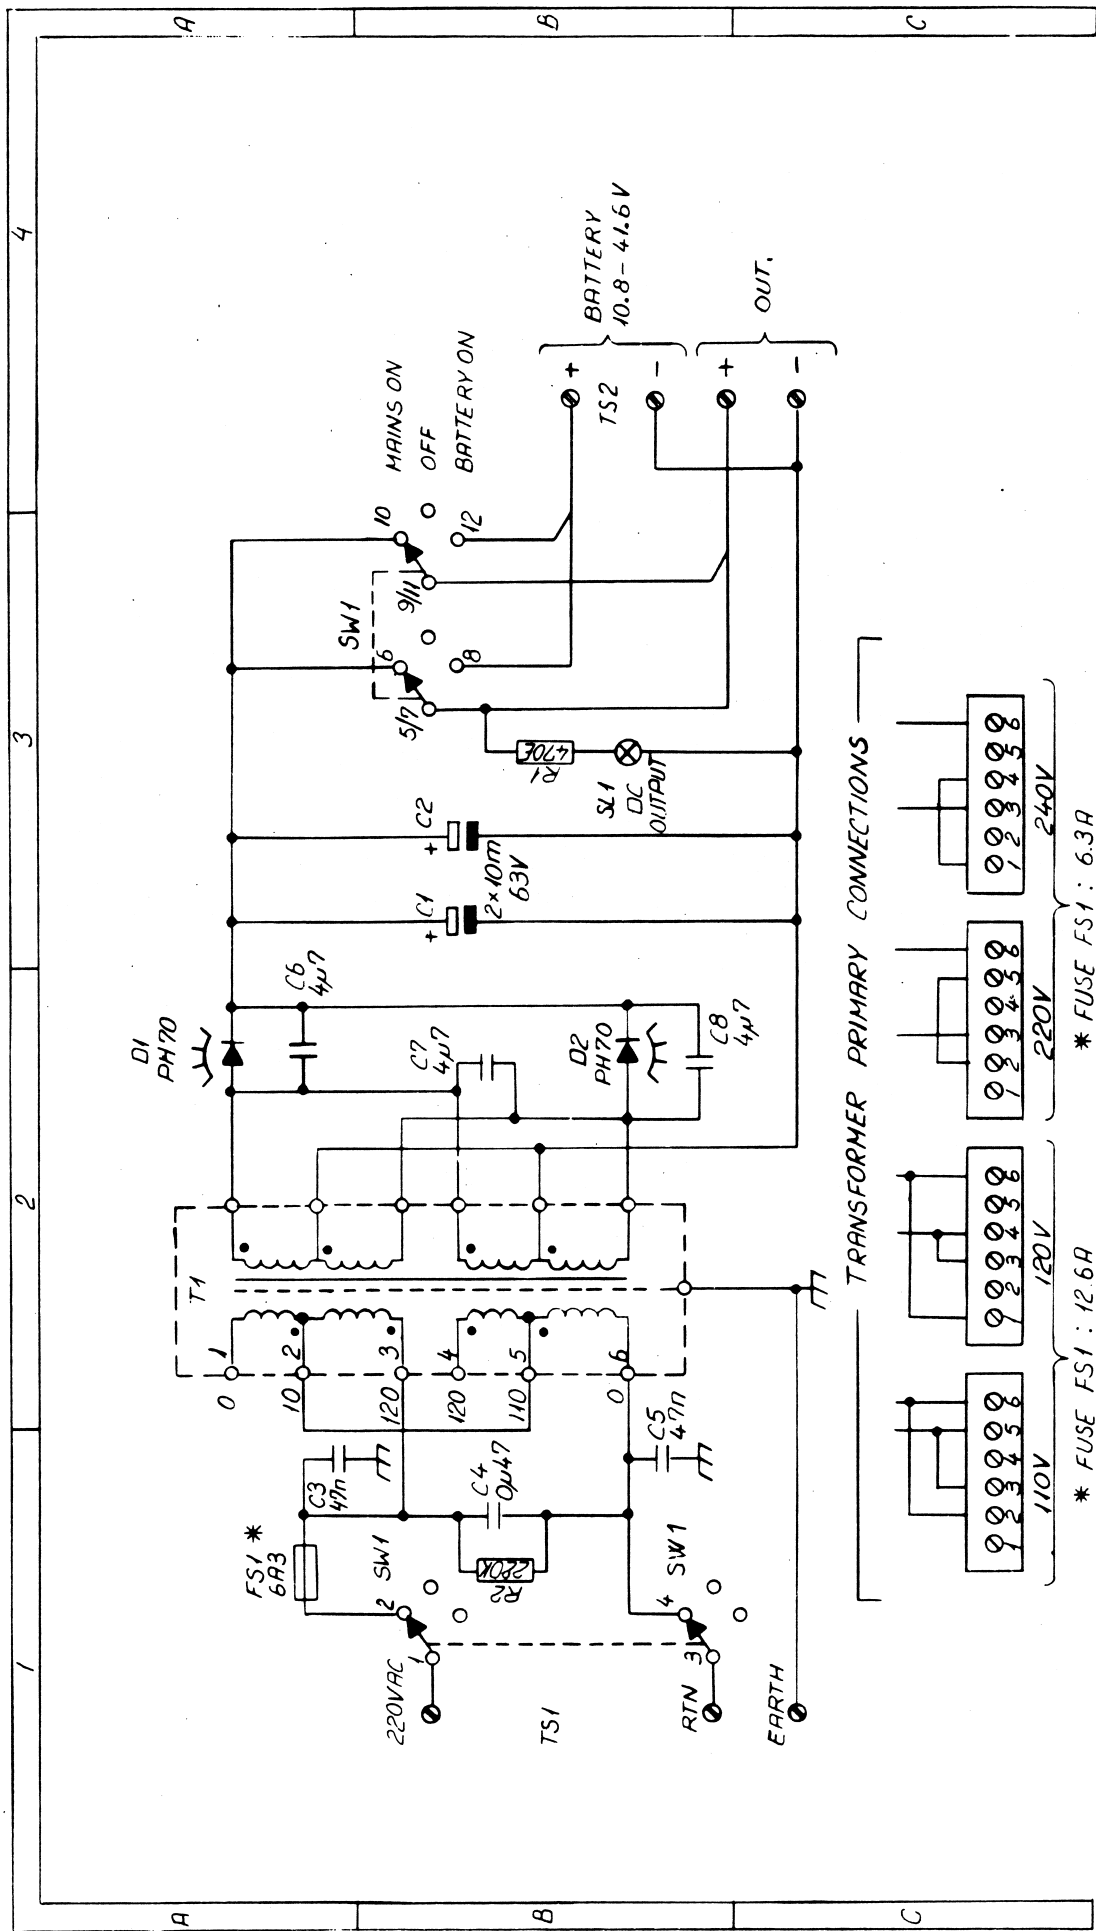 1
2
3
4
A
B
C
A
B
C
D1
PH70
C6
4µ7
C7
4µ7
D2
PH70
C8
4µ7
T1
1
0
2
10
3
120
4
120
5
110
6
0
FS1 *
6A3
C3
47n
C4
0µ47
R2
220K
C5
47n
SW1
2
1
SW1
4
3
220VAC
TS1
RTN
EARTH
+ C1
+ C2
2×10m
63V
R1
470E
SL1
DC
OUTPUT
SW1
5/7
6
8
9/11
10
12
MAINS ON
OFF
BATTERY ON
+
TS2
-
BATTERY
10.8 - 41.6V
+
-
OUT.
TRANSFORMER PRIMARY CONNECTIONS
1 2 3 4 5 6
110V
1 2 3 4 5 6
120V
1 2 3 4 5 6
220V
1 2 3 4 5 6
240V
* FUSE FS1 : 12.6A
* FUSE FS1 : 6.3A